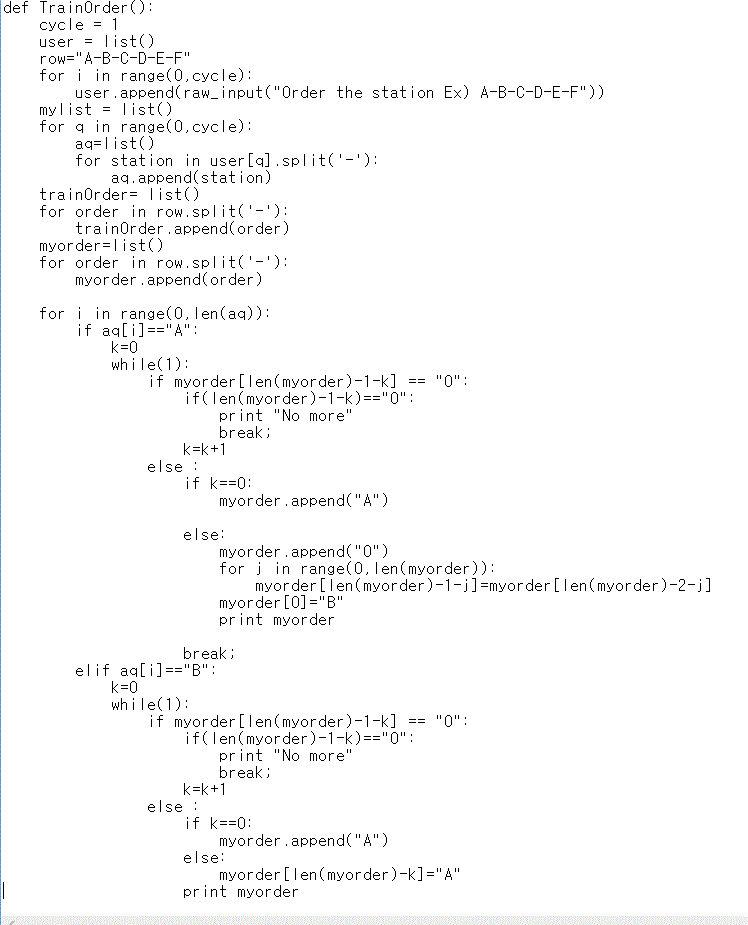 def TrainOrder():
    cycle = 1
    user = list()
    row="A-B-C-D-E-F"
    for i in range(0,cycle):
        user.append(raw_input("Order the station Ex) A-B-C-D-E-F"))
    mylist = list()
    for q in range(0,cycle):
        aq=list()
        for station in user[q].split('-'):
            aq.append(station)
    trainOrder= list()
    for order in row.split('-'):
        trainOrder.append(order)
    myorder=list()
    for order in row.split('-'):
        myorder.append(order)

    for i in range(0,len(aq)):
        if aq[i]=="A":
            k=0
            while(1):
                if myorder[len(myorder)-1-k] == "0":
                    if(len(myorder)-1-k)=="0":
                        print "No more"
                        break;
                    k=k+1
                else :
                    if k==0:
                        myorder.append("A")

                    else:
                        myorder.append("0")
                        for j in range(0,len(myorder)):
                            myorder[len(myorder)-1-j]=myorder[len(myorder)-2-j]
                        myorder[0]="B"
                        print myorder

                    break;
        elif aq[i]=="B":
            k=0
            while(1):
                if myorder[len(myorder)-1-k] == "0":
                    if(len(myorder)-1-k)=="0":
                        print "No more"
                        break;
                    k=k+1
                else :
                    if k==0:
                        myorder.append("A")
                    else:
                        myorder[len(myorder)-k]="A"
                    print myorder